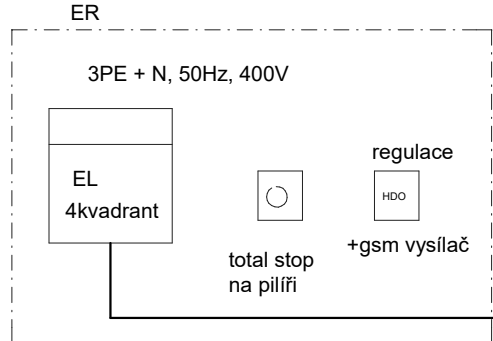 ER
3PE + N, 50Hz, 400V
EL
4kvadrant
regulace
HDO
+gsm vysílač
total stop
na pilíři